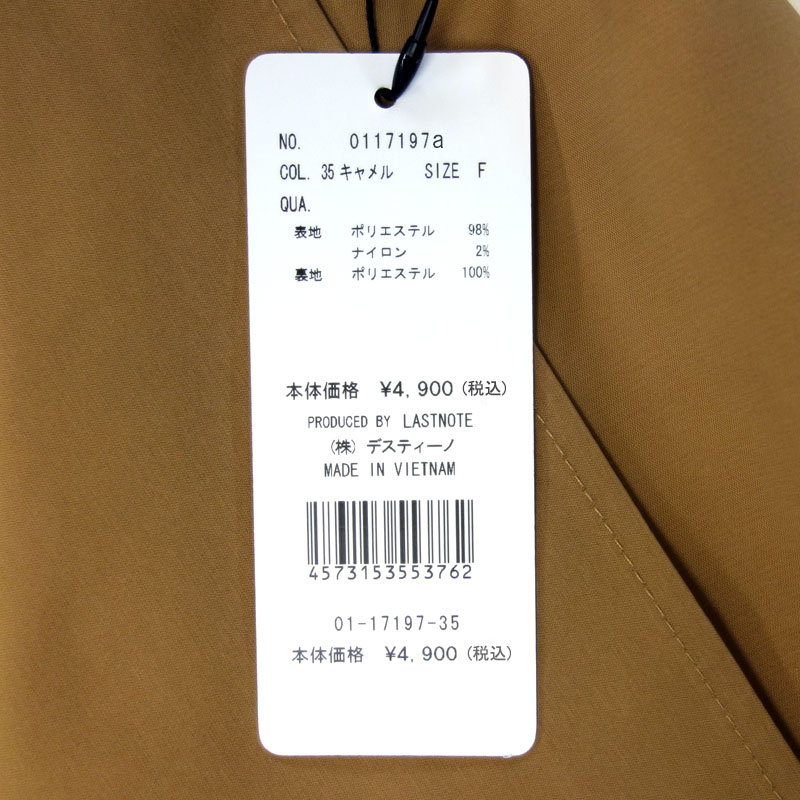 NO. 0117197a
COL. 35 キャメル SIZE F
QUA.
表地 ポリエステル 98%
ナイロン 2%
裏地 ポリエステル 100%
本体価格 ¥4,900 (税込)
PRODUCED BY LASTNOTE
(株) デスティーノ
MADE IN VIETNAM
4573153553762
01-17197-35
本体価格 ¥4,900 (税込)